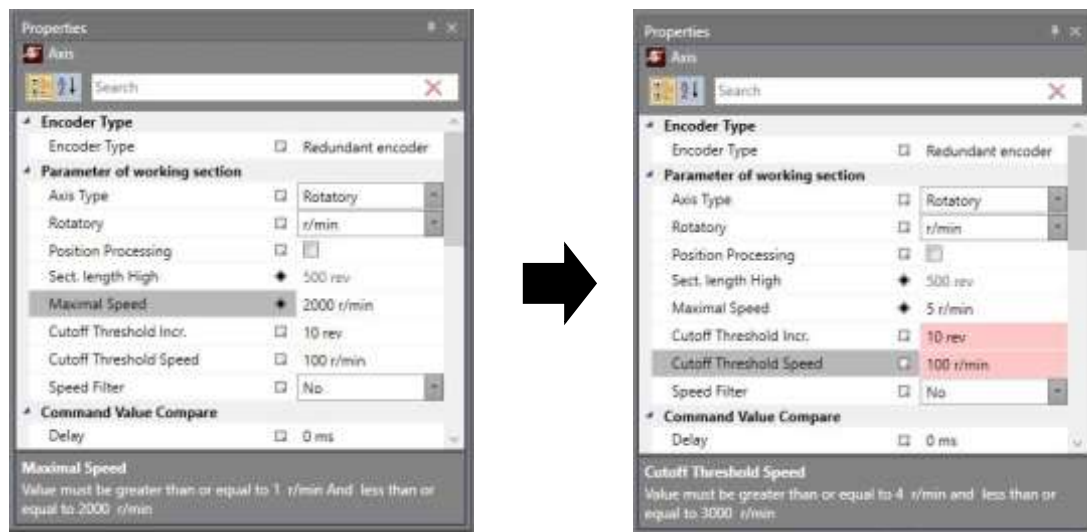 Properties
Axis
Search
Encoder Type
Encoder Type Redundant encoder
Parameter of working section
Axis Type Rotatory
Rotatory r/min
Position Processing
Sect. length High 500 rev
Maximal Speed 2000 r/min
Cutoff Threshold Incr. 10 rev
Cutoff Threshold Speed 100 r/min
Speed Filter No
Command Value Compare
Delay 0 ms
Maximal Speed
Value must be greater than or equal to 1 r/min And less than or
equal to 2000 r/min
Properties
Axis
Search
Encoder Type
Encoder Type Redundant encoder
Parameter of working section
Axis Type Rotatory
Rotatory r/min
Position Processing
Sect. length High 500 rev
Maximal Speed 5 r/min
Cutoff Threshold Incr. 10 rev
Cutoff Threshold Speed 100 r/min
Speed Filter No
Command Value Compare
Delay 0 ms
Cutoff Threshold Speed
Value must be greater than or equal to 4 r/min and less than or
equal to 3000 r/min